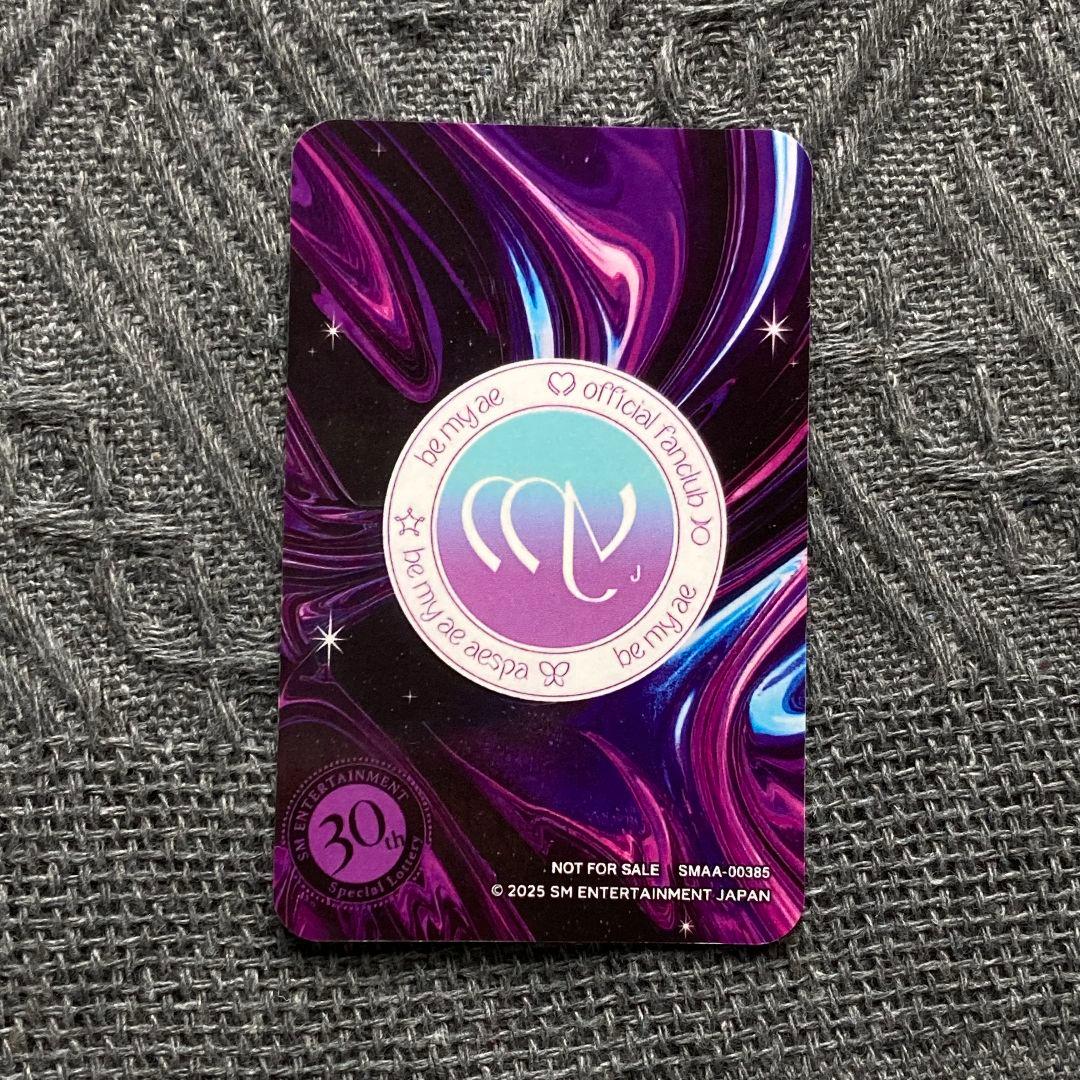 be my ae
official fanclub
be my ae
be my ae aespa
my
J
SM ENTERTAINMENT
30th
Special Lottery
NOT FOR SALE SMAA-00385
© 2025 SM ENTERTAINMENT JAPAN